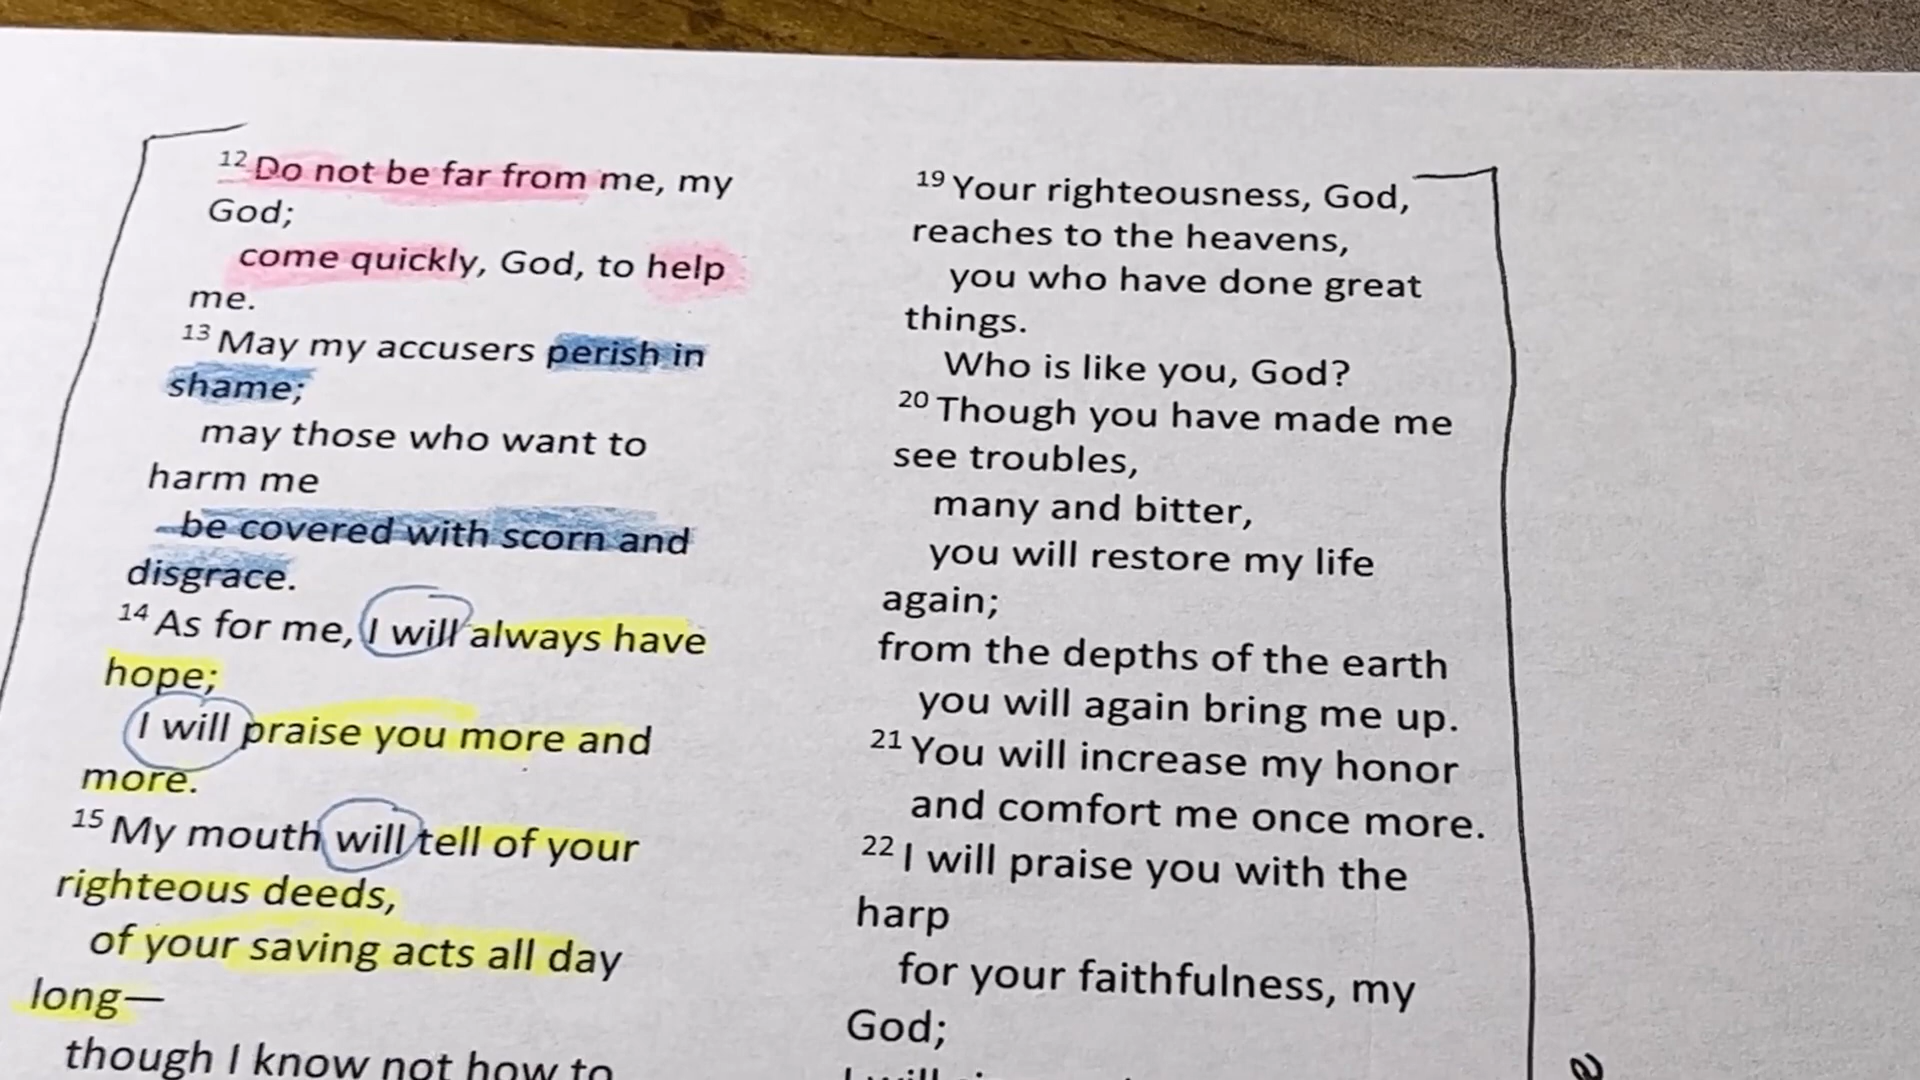 12 Do not be far from me, my
God;
come quickly, God, to help
me.
13 May my accusers perish in
shame;
may those who want to
harm me
be covered with scorn and
disgrace.
14 As for me, I will always have
hope;
I will praise you more and
more.
15 My mouth will tell of your
righteous deeds,
of your saving acts all day
long—
though I know not how to
19 Your righteousness, God,
reaches to the heavens,
you who have done great
things.
Who is like you, God?
20 Though you have made me
see troubles,
many and bitter,
you will restore my life
again;
from the depths of the earth
you will again bring me up.
21 You will increase my honor
and comfort me once more.
22 I will praise you with the
harp
for your faithfulness, my
God;
I will